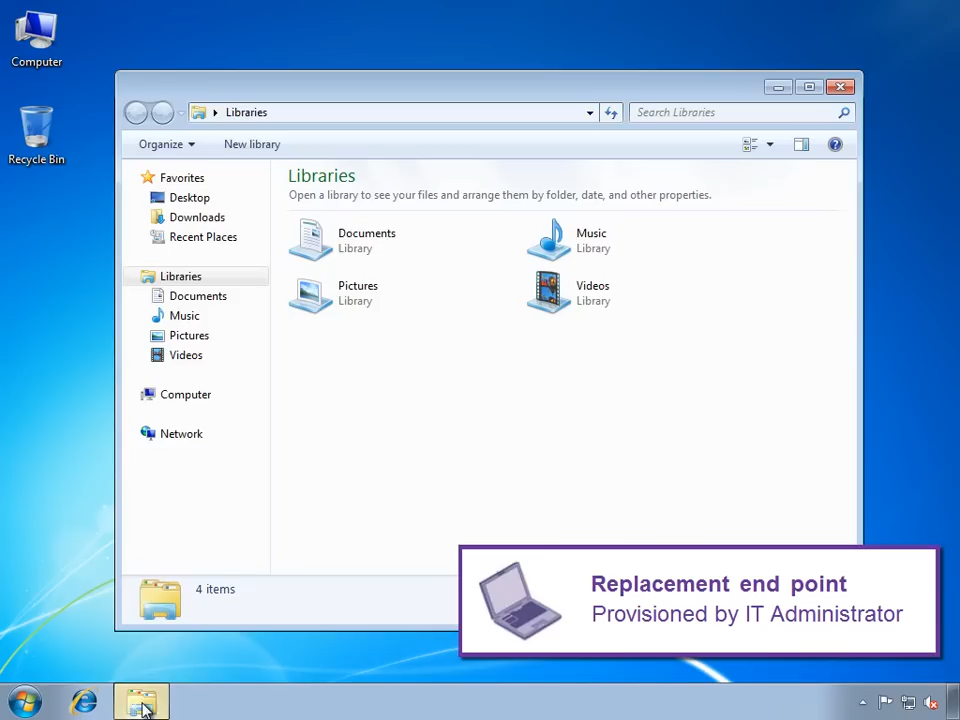 Computer
Recycle Bin
Libraries
Search Libraries
Organize
New library
Favorites
Desktop
Downloads
Recent Places
Libraries
Documents
Music
Pictures
Videos
Computer
Network
Libraries
Open a library to see your files and arrange them by folder, date, and other properties.
Documents
Library
Music
Library
Pictures
Library
Videos
Library
4 items
Replacement end point
Provisioned by IT Administrator